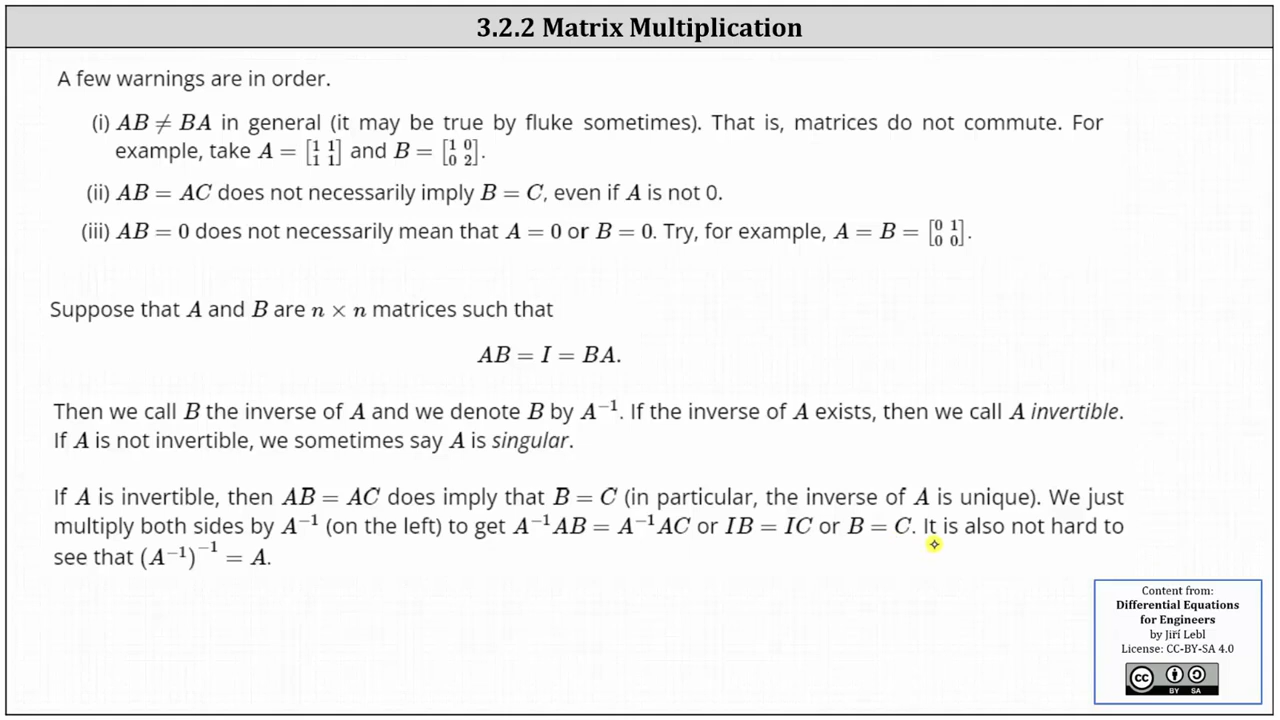 3.2.2 Matrix Multiplication
A few warnings are in order.
(i) AB ≠ BA in general (it may be true by fluke sometimes). That is, matrices do not commute. For
example, take A = [1 1; 1 1] and B = [1 0; 0 2].
(ii) AB = AC does not necessarily imply B = C, even if A is not 0.
(iii) AB = 0 does not necessarily mean that A = 0 or B = 0. Try, for example, A = B = [0 1; 0 0].
Suppose that A and B are n × n matrices such that
AB = I = BA.
Then we call B the inverse of A and we denote B by A⁻¹. If the inverse of A exists, then we call A invertible.
If A is not invertible, we sometimes say A is singular.
If A is invertible, then AB = AC does imply that B = C (in particular, the inverse of A is unique). We just
multiply both sides by A⁻¹ (on the left) to get A⁻¹AB = A⁻¹AC or IB = IC or B = C. It is also not hard to
see that (A⁻¹)⁻¹ = A.
Content from:
Differential Equations
for Engineers
by Jiří Lebl
License: CC-BY-SA 4.0
cc
BY SA